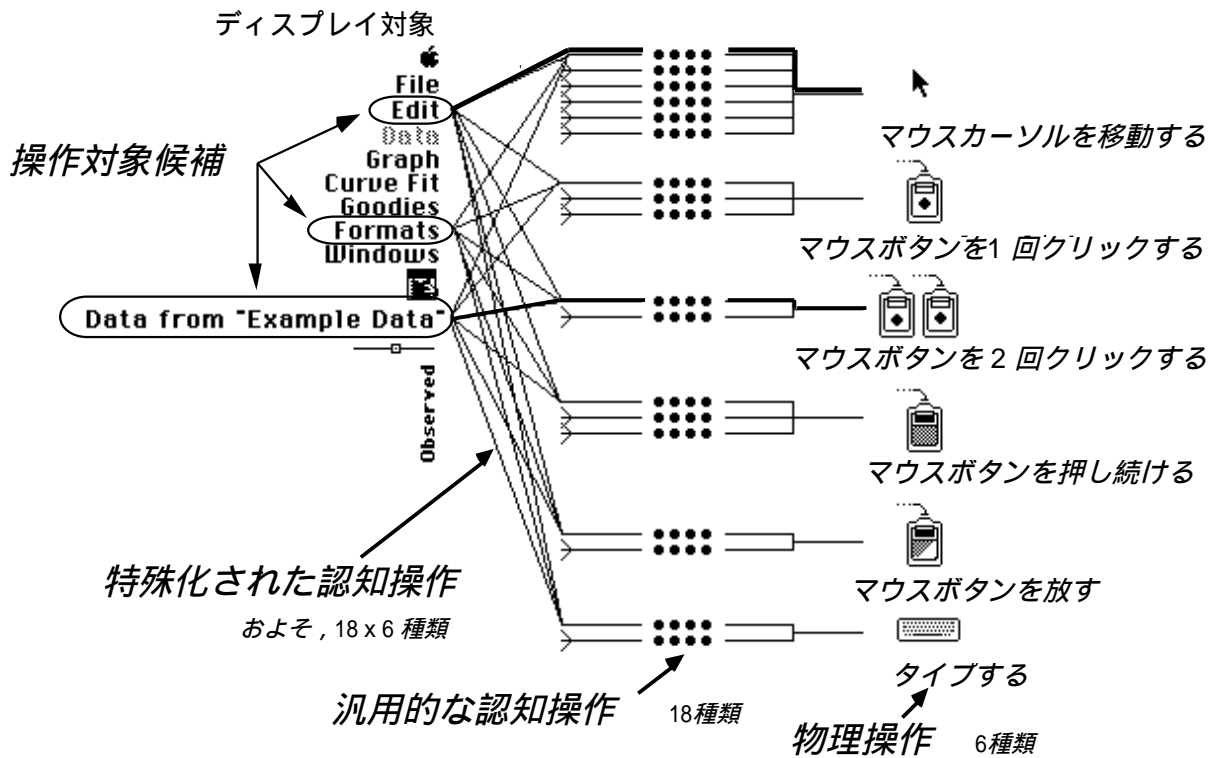 ディスプレイ対象
File
Edit
Data
Graph
Curve Fit
Goodies
Formats
Windows
Data from "Example Data"
Observed
操作対象候補
マウスカーソルを移動する
マウスボタンを1 回クリックする
マウスボタンを 2 回クリックする
マウスボタンを押し続ける
マウスボタンを放す
タイプする
特殊化された認知操作
およそ , 18 x 6 種類
汎用的な認知操作 18種類
物理操作 6種類